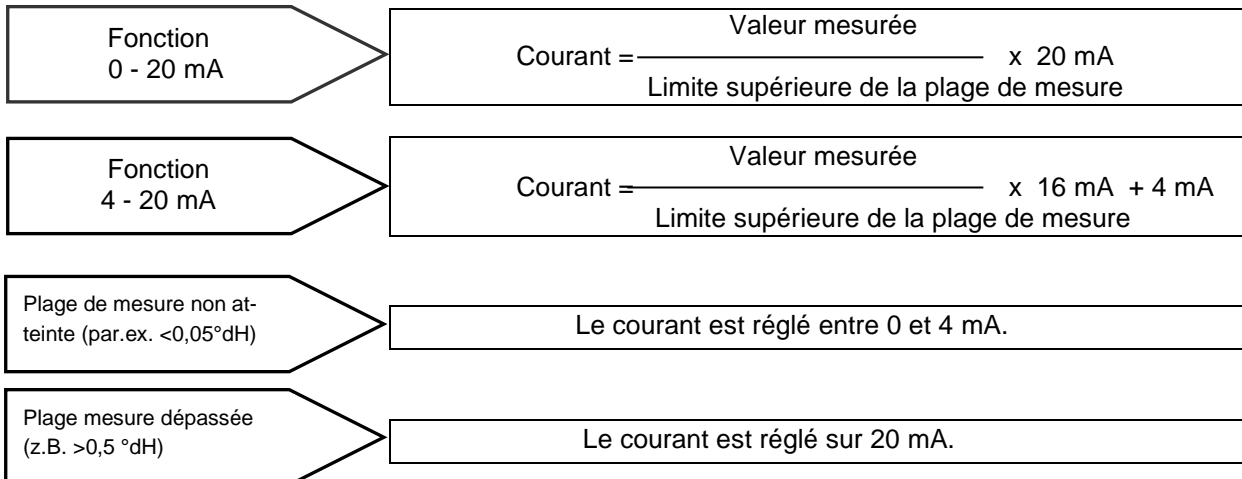 Fonction
0 - 20 mA
Valeur mesurée
Courant = x 20 mA
Limite supérieure de la plage de mesure
Fonction
4 - 20 mA
Valeur mesurée
Courant = x 16 mA + 4 mA
Limite supérieure de la plage de mesure
Plage de mesure non at-
teinte (par.ex. <0,05°dH)
Le courant est réglé entre 0 et 4 mA.
Plage mesure dépassée
(z.B. >0,5 °dH)
Le courant est réglé sur 20 mA.